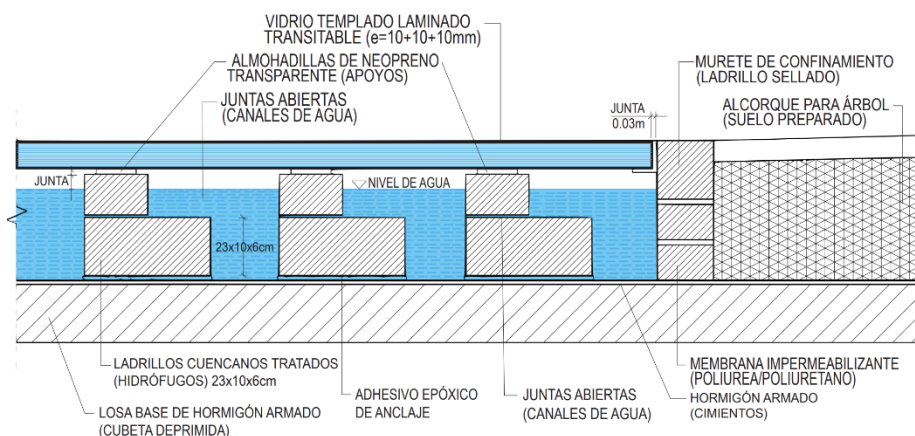 VIDRIO TEMPLADO LAMINADO
TRANSITABLE (e=10+10+10mm)
ALMOHADILLAS DE NEOPRENO
TRANSPARENTE (APOYOS)
JUNTAS ABIERTAS
(CANALES DE AGUA)
MURETE DE CONFINAMIENTO
(LADRILLO SELLADO)
ALCORQUE PARA ÁRBOL
(SUELO PREPARADO)
JUNTA
0.03m
JUNTA
NIVEL DE AGUA
23x10x6cm
LADRILLOS CUENCANOS TRATADOS
(HIDRÓFUGOS) 23x10x6cm
LOSA BASE DE HORMIGÓN ARMADO
(CUBETA DEPRIMIDA)
ADHESIVO EPÓXICO
DE ANCLAJE
JUNTAS ABIERTAS
(CANALES DE AGUA)
MEMBRANA IMPERMEABILIZANTE
(POLIUREA/POLIURETANO)
HORMIGÓN ARMADO
(CIMIENTOS)